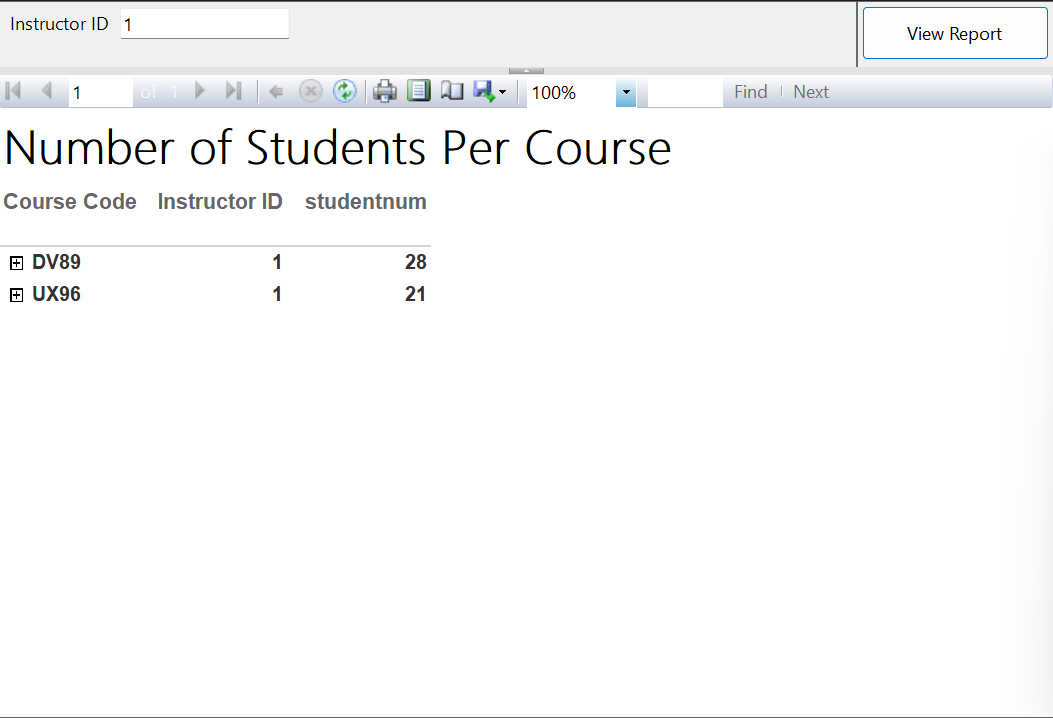 Instructor ID 1 View Report
1 of 1 100% Find Next
Number of Students Per Course
Course Code Instructor ID studentnum
DV89 1 28
UX96 1 21